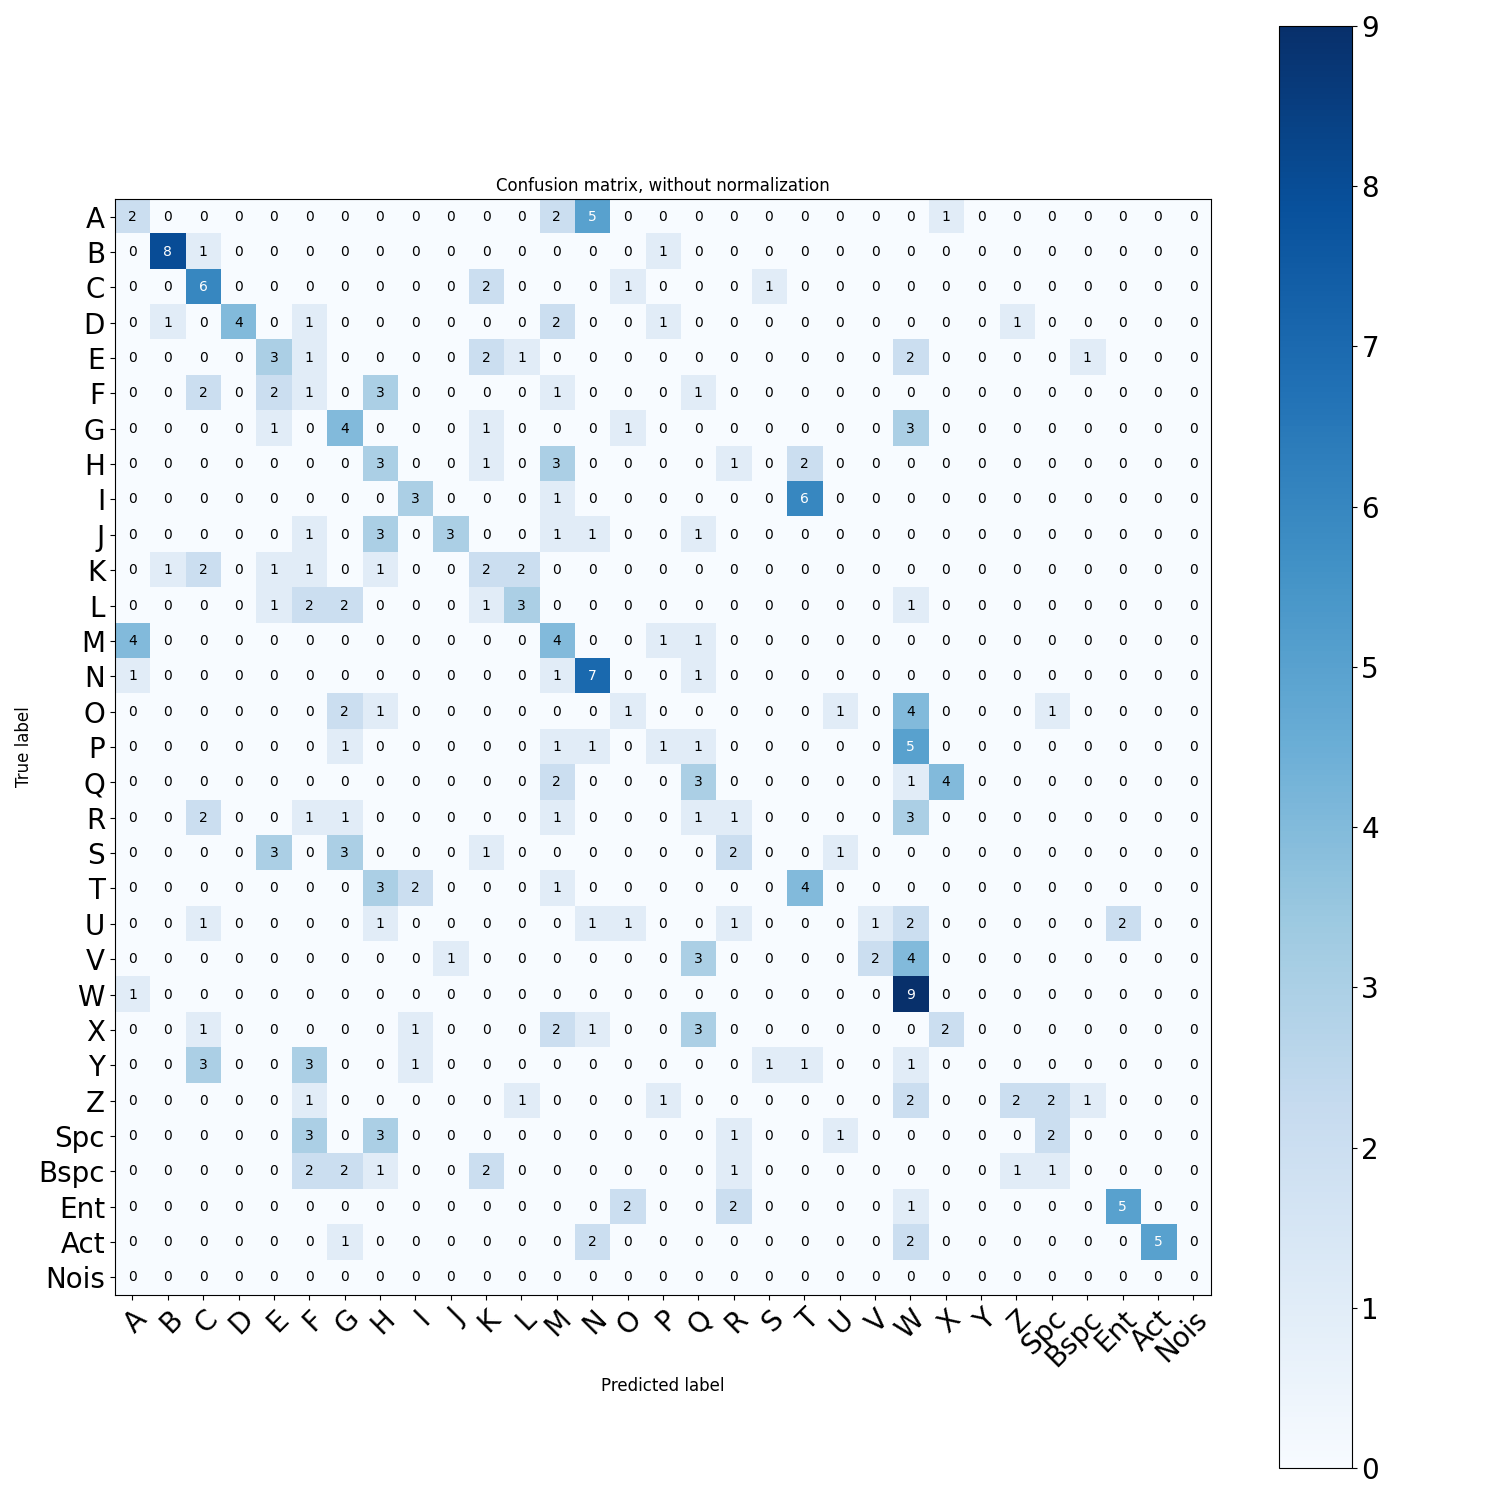 Confusion matrix, without normalization
A 2 0 0 0 0 0 0 0 0 0 0 0 2 5 0 0 0 0 0 0 0 0 0 1 0 0 0 0 0 0 0
B 0 8 1 0 0 0 0 0 0 0 0 0 0 0 0 1 0 0 0 0 0 0 0 0 0 0 0 0 0 0 0
C 0 0 6 0 0 0 0 0 0 0 2 0 0 0 1 0 0 0 1 0 0 0 0 0 0 0 0 0 0 0 0
D 0 1 0 4 0 1 0 0 0 0 0 0 2 0 0 1 0 0 0 0 0 0 0 0 0 1 0 0 0 0 0
E 0 0 0 0 3 1 0 0 0 0 2 1 0 0 0 0 0 0 0 0 0 0 2 0 0 0 0 1 0 0 0
F 0 0 2 0 2 1 0 3 0 0 0 0 1 0 0 0 1 0 0 0 0 0 0 0 0 0 0 0 0 0 0
G 0 0 0 0 1 0 4 0 0 0 1 0 0 0 1 0 0 0 0 0 0 0 3 0 0 0 0 0 0 0 0
H 0 0 0 0 0 0 0 3 0 0 1 0 3 0 0 0 0 1 0 2 0 0 0 0 0 0 0 0 0 0 0
I 0 0 0 0 0 0 0 0 3 0 0 0 1 0 0 0 0 0 0 6 0 0 0 0 0 0 0 0 0 0 0
J 0 0 0 0 0 1 0 3 0 3 0 0 1 1 0 0 1 0 0 0 0 0 0 0 0 0 0 0 0 0 0
K 0 1 2 0 1 1 0 1 0 0 2 2 0 0 0 0 0 0 0 0 0 0 0 0 0 0 0 0 0 0 0
L 0 0 0 0 1 2 2 0 0 0 1 3 0 0 0 0 0 0 0 0 0 0 1 0 0 0 0 0 0 0 0
M 4 0 0 0 0 0 0 0 0 0 0 0 4 0 0 1 1 0 0 0 0 0 0 0 0 0 0 0 0 0 0
N 1 0 0 0 0 0 0 0 0 0 0 0 1 7 0 0 1 0 0 0 0 0 0 0 0 0 0 0 0 0 0
O 0 0 0 0 0 0 2 1 0 0 0 0 0 0 1 0 0 0 0 0 1 0 4 0 0 0 1 0 0 0 0
P 0 0 0 0 0 0 1 0 0 0 0 0 1 1 0 1 1 0 0 0 0 0 5 0 0 0 0 0 0 0 0
Q 0 0 0 0 0 0 0 0 0 0 0 0 2 0 0 0 3 0 0 0 0 0 1 4 0 0 0 0 0 0 0
R 0 0 2 0 0 1 1 0 0 0 0 0 1 0 0 0 1 1 0 0 0 0 3 0 0 0 0 0 0 0 0
S 0 0 0 0 3 0 3 0 0 0 1 0 0 0 0 0 0 2 0 0 1 0 0 0 0 0 0 0 0 0 0
T 0 0 0 0 0 0 0 3 2 0 0 0 1 0 0 0 0 0 0 4 0 0 0 0 0 0 0 0 0 0 0
U 0 0 1 0 0 0 0 1 0 0 0 0 0 1 1 0 0 1 0 0 0 1 2 0 0 0 0 0 2 0 0
V 0 0 0 0 0 0 0 0 0 1 0 0 0 0 0 0 3 0 0 0 0 2 4 0 0 0 0 0 0 0 0
W 1 0 0 0 0 0 0 0 0 0 0 0 0 0 0 0 0 0 0 0 0 0 9 0 0 0 0 0 0 0 0
X 0 0 1 0 0 0 0 0 1 0 0 0 2 1 0 0 3 0 0 0 0 0 0 2 0 0 0 0 0 0 0
Y 0 0 3 0 0 3 0 0 1 0 0 0 0 0 0 0 0 0 1 1 0 0 1 0 0 0 0 0 0 0 0
Z 0 0 0 0 0 1 0 0 0 0 0 1 0 0 0 1 0 0 0 0 0 0 2 0 0 2 2 1 0 0 0
Spc 0 0 0 0 0 3 0 3 0 0 0 0 0 0 0 0 0 1 0 0 1 0 0 0 0 0 2 0 0 0 0
Bspc 0 0 0 0 0 2 2 1 0 0 2 0 0 0 0 0 0 1 0 0 0 0 0 0 0 1 1 0 0 0 0
Ent 0 0 0 0 0 0 0 0 0 0 0 0 0 0 2 0 0 2 0 0 0 0 1 0 0 0 0 0 5 0 0
Act 0 0 0 0 0 0 1 0 0 0 0 0 0 2 0 0 0 0 0 0 0 0 2 0 0 0 0 0 0 5 0
Nois 0 0 0 0 0 0 0 0 0 0 0 0 0 0 0 0 0 0 0 0 0 0 0 0 0 0 0 0 0 0 0
A B C D E F G H I J K L M N O P Q R S T U V W X Y Z Spc Bspc Ent Act Nois
Predicted label
True label
9
8
7
6
5
4
3
2
1
0